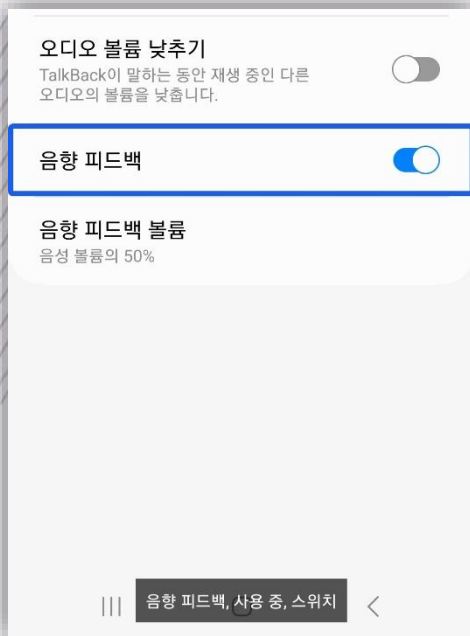 오디오 볼륨 낮추기
TalkBack이 말하는 동안 재생 중인 다른
오디오의 볼륨을 낮춥니다.
음향 피드백
음향 피드백 볼륨
음성 볼륨의 50%
음향 피드백, 사용 중, 스위치